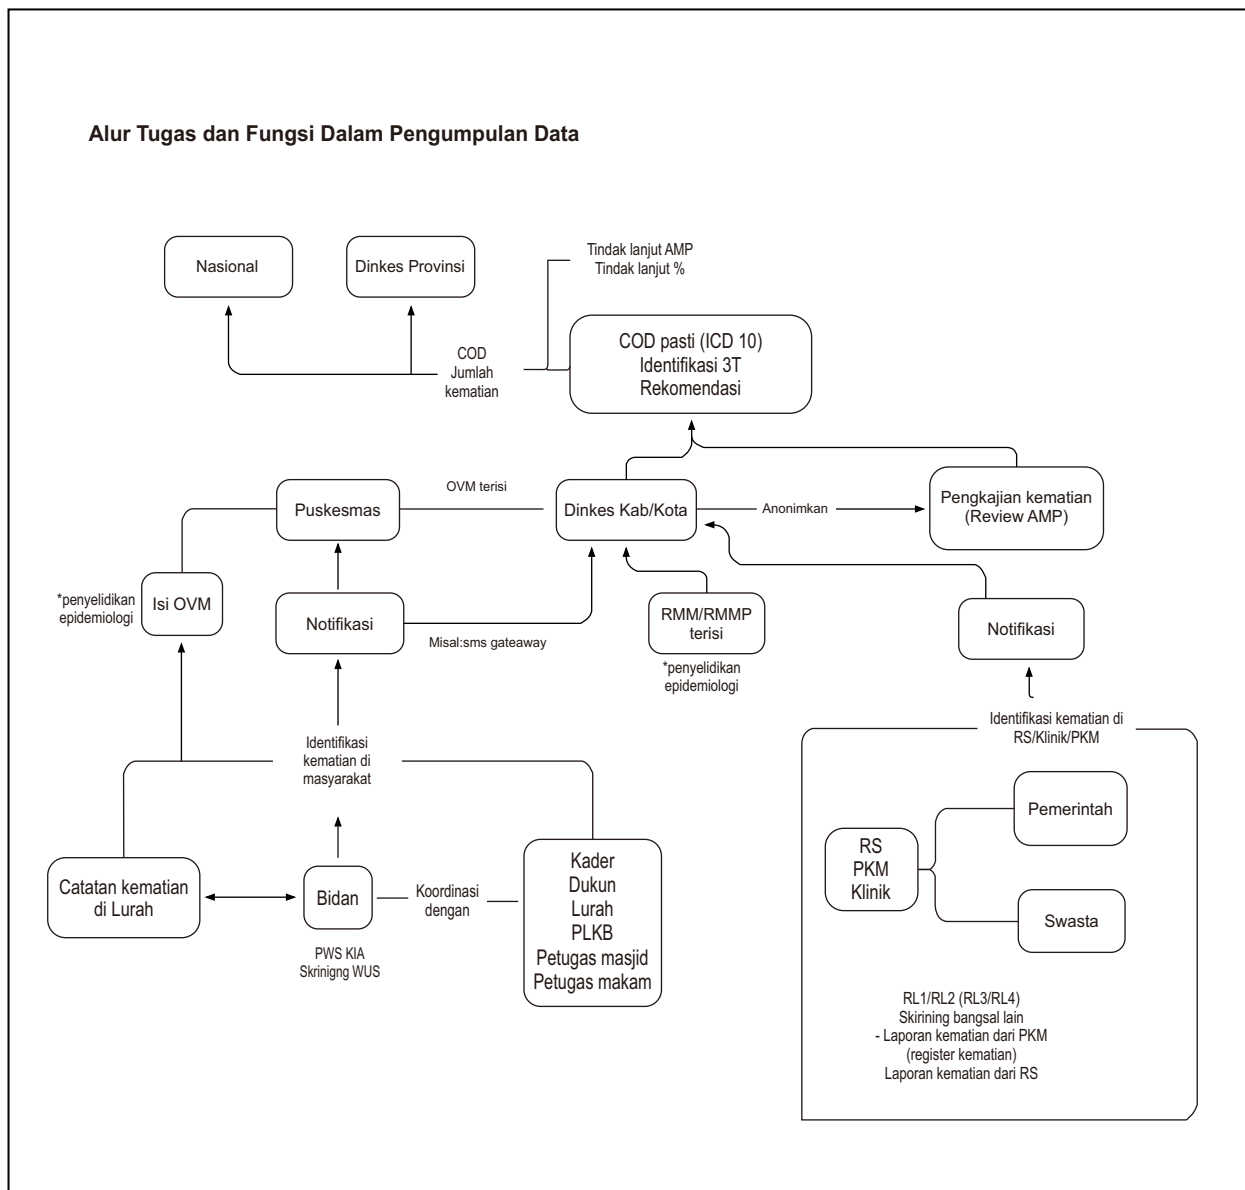 Alur Tugas dan Fungsi Dalam Pengumpulan Data
Nasional
Dinkes Provinsi
Tindak lanjut AMP
Tindak lanjut %
COD
Jumlah
kematian
COD pasti (ICD 10)
Identifikasi 3T
Rekomendasi
Puskesmas
OVM terisi
Dinkes Kab/Kota
Anonimkan
Pengkajian kematian
(Review AMP)
*penyelidikan
epidemiologi
Isi OVM
Notifikasi
Misal:sms gateaway
RMM/RMMP
terisi
*penyelidikan
epidemiologi
Notifikasi
Identifikasi
kematian di
masyarakat
Identifikasi kematian di
RS/Klinik/PKM
Catatan kematian
di Lurah
Bidan
PWS KIA
Skrinigng WUS
Koordinasi
dengan
Kader
Dukun
Lurah
PLKB
Petugas masjid
Petugas makam
RS
PKM
Klinik
Pemerintah
Swasta
RL1/RL2 (RL3/RL4)
Skirining bangsal lain
- Laporan kematian dari PKM
(register kematian)
Laporan kematian dari RS